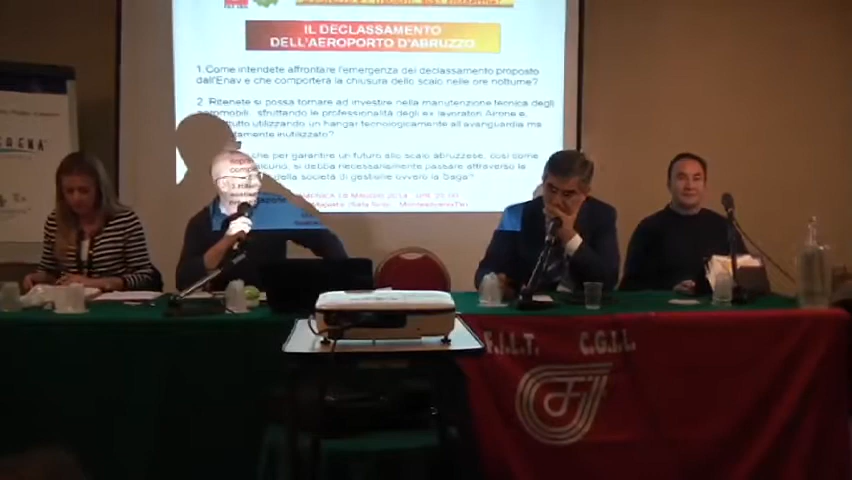 IL DECLASSAMENTO
DELL'AEROPORTO D'ABRUZZO
1. Come intendete affrontare l'emergenza del declassamento proposto
dall'Enav e che comporterà la chiusura dello scalo nelle ore notturne?
2. Ritenete si possa tornare ad investire nella manutenzione tecnica degli
aeromobili, sfruttando le professionalità degli ex lavoratori Airone e,
tutto utilizzando un hangar tecnologicamente all'avanguardia ma
inutilizzato?
che per garantire un futuro allo scalo abruzzese, così come
si debba necessariamente passare attraverso la
della società di gestione ovvero la Saga?
F.I.L.T. C.G.I.L.